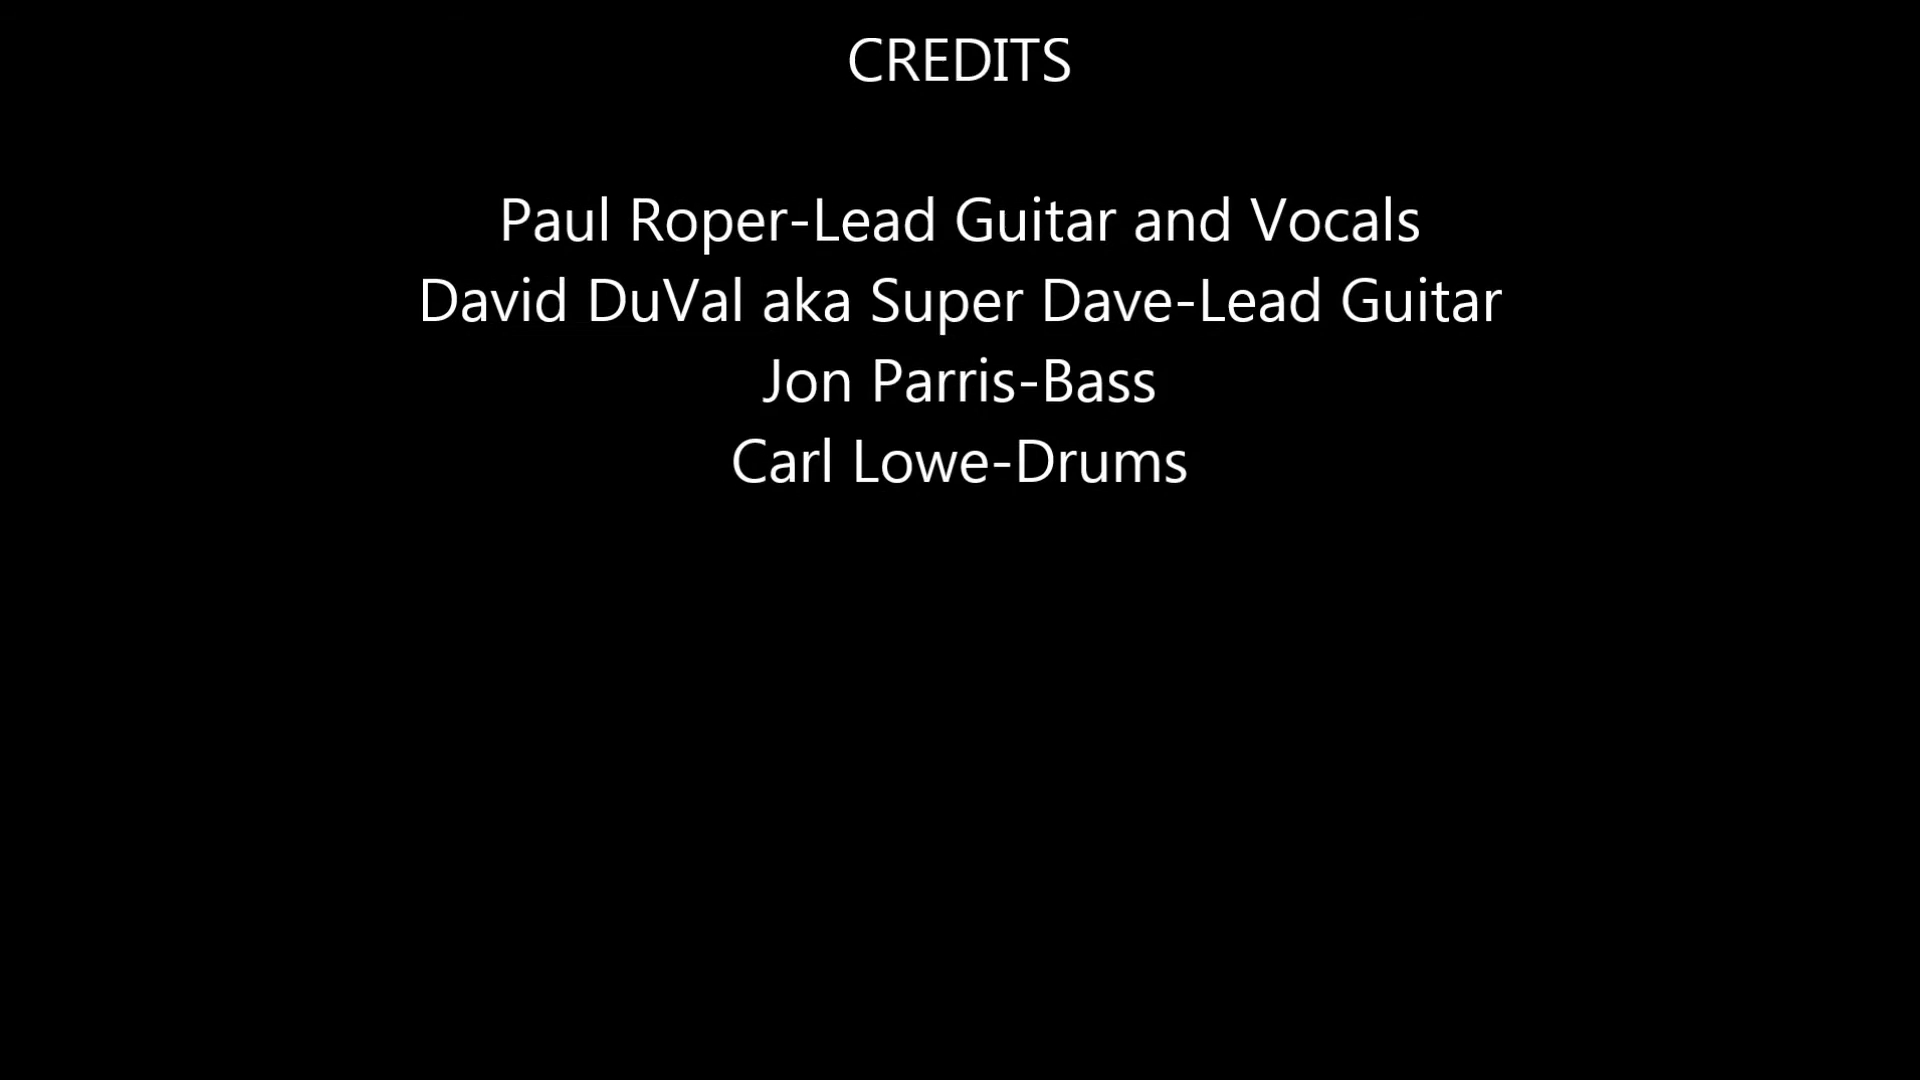 CREDITS
Paul Roper-Lead Guitar and Vocals
David DuVal aka Super Dave-Lead Guitar
Jon Parris-Bass
Carl Lowe-Drums